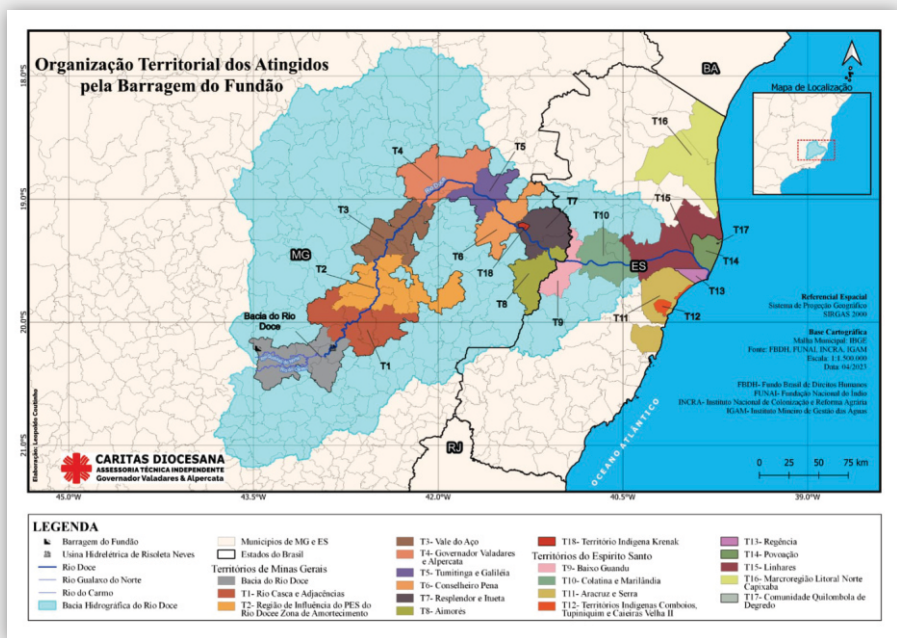 Organização Territorial dos Atingidos
pela Barragem do Fundão
BA
Mapa de Localização
18.0°S
19.0°S
20.0°S
21.0°S
T16
T4
T5
T15
T7
T10
T3
T17
MG
T6
T14
T2
T18
ES
T13
T8
T11
T12
Bacia do Rio
Doce
T9
T1
RJ
OCEANO ATLÂNTICO
Referencial Espacial
Sistema de Projeção Geográfico
SIRGAS 2000
Base Cartográfica
Malha Municipal: IBGE
Fonte: FBDH, FUNAI, INCRA, IGAM
Escala: 1:1.500.000
Data: 04/2023
FBDH- Fundo Brasil de Direitos Humanos
FUNAI- Fundação Nacional do Índio
INCRA- Instituto Nacional de Colonização e Reforma Agrária
IGAM- Instituto Mineiro de Gestão das Águas
Elaboração: Leopoldo Coutinho
CARITAS DIOCESANA
ASSESSORIA TÉCNICA INDEPENDENTE
Governador Valadares & Alpercata
0 25 50 75 km
45.0°W 43.5°W 42.0°W 40.5°W 39.0°W
LEGENDA
Barragem do Fundão
Usina Hidrelétrica de Risoleta Neves
Rio Doce
Rio Gualaxo do Norte
Rio do Carmo
Bacia Hidrográfica do Rio Doce
Municípios de MG e ES
Estados do Brasil
Territórios de Minas Gerais
Bacia do Rio Doce
T1- Rio Casca e Adjacências
T2- Região de Influência do PES do
Rio Docee Zona de Amortecimento
T3- Vale do Aço
T4- Governador Valadares
e Alpercata
T5- Tumitinga e Galiléia
T6- Conselheiro Pena
T7- Resplendor e Itueta
T8- Aimorés
T18- Território Indígena Krenak
Territórios do Espirito Santo
T9- Baixo Guandu
T10- Colatina e Marilândia
T11- Aracruz e Serra
T12- Territórios Indígenas Comboios,
Tupiniquim e Caieiras Velha II
T13- Regência
T14- Povoação
T15- Linhares
T16- Marcroregião Litoral Norte
Capixaba
T17- Comunidade Quilombola de
Degredo